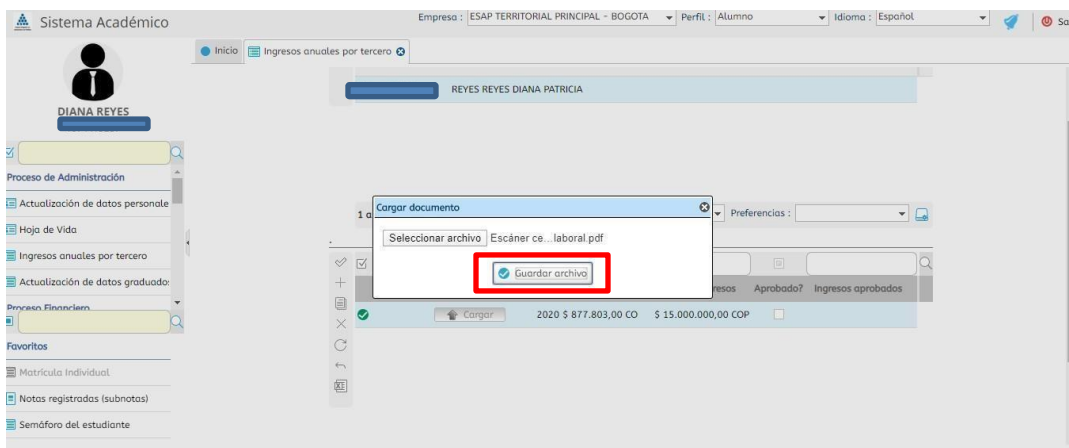 Sistema Académico
Empresa : ESAP TERRITORIAL PRINCIPAL - BOGOTA Perfil : Alumno Idioma : Español
Inicio Ingresos anuales por tercero
REYES REYES DIANA PATRICIA
DIANA REYES
Proceso de Administración
Actualización de datos personale
Hoja de Vida
Ingresos anuales por tercero
Actualización de datos graduado
Proceso Financiero
Favoritos
Matrícula Individual
Notas registradas (subnotas)
Semáforo del estudiante
1 a
Preferencias :
Cargar documento
Seleccionar archivo Escáner ce...laboral.pdf
Guardar archivo
Aprobado? Ingresos aprobados
Cargar 2020 $ 877.803,00 CO $ 15.000.000,00 COP